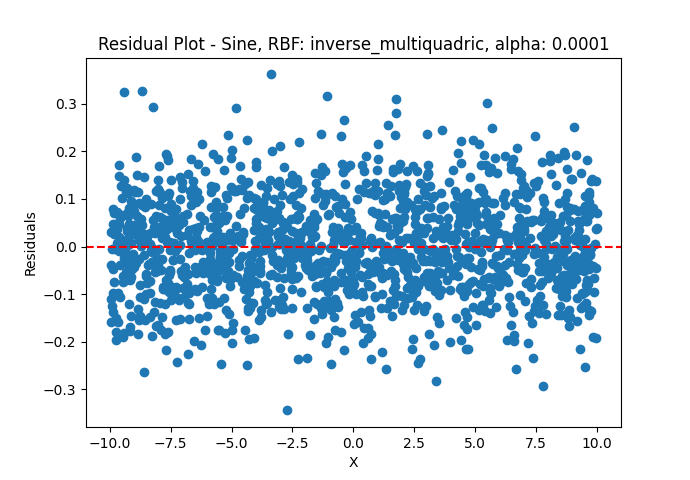 Residual Plot - Sine, RBF: inverse_multiquadric, alpha: 0.0001
Residuals
0.3
0.2
0.1
0.0
−0.1
−0.2
−0.3
−10.0 −7.5 −5.0 −2.5 0.0 2.5 5.0 7.5 10.0
X